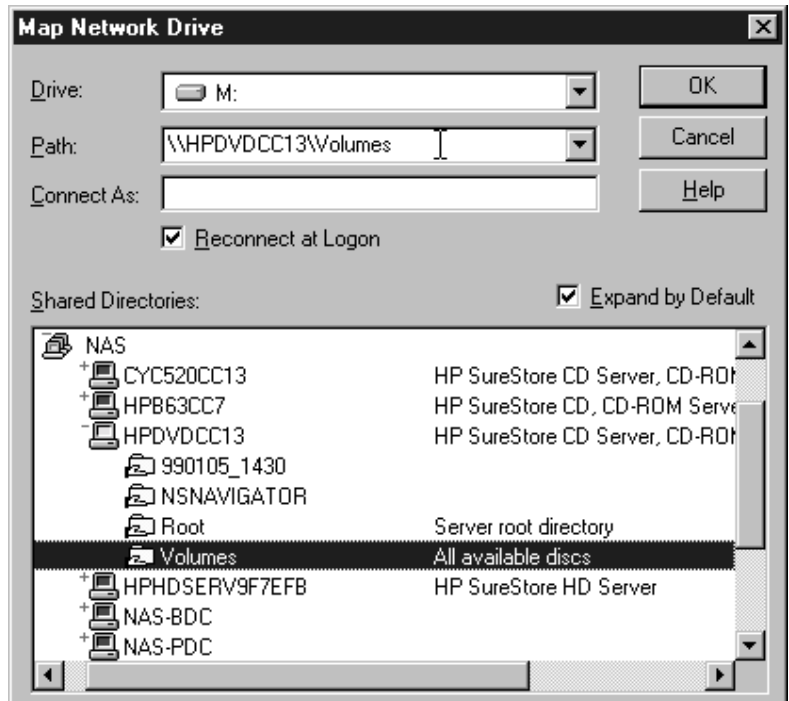 Map Network Drive
Drive: M: OK
Path: \\HPDVDCC13\Volumes Cancel
Connect As: Help
Reconnect at Logon
Shared Directories: Expand by Default
NAS
CYC520CC13 HP SureStore CD Server, CD-ROM
HPB63CC7 HP SureStore CD, CD-ROM Serve
HPDVDCC13 HP SureStore CD Server, CD-ROM
990105_1430
NSNAVIGATOR
Root Server root directory
Volumes All available discs
HPHDSERV9F7EFB HP SureStore HD Server
NAS-BDC
NAS-PDC